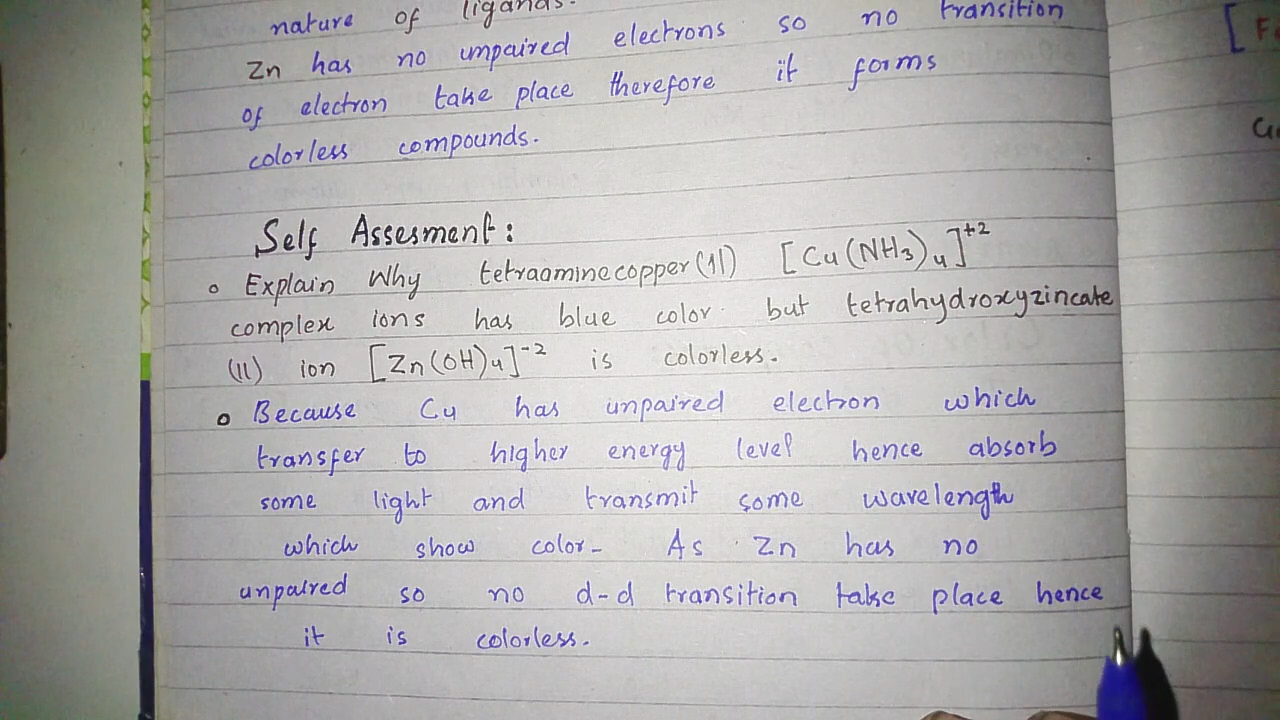 nature of ligands.
Zn has no unpaired electrons so no transition
of electron take place therefore it forms
colorless compounds.
Self Assesment:
Explain Why tetraaminecopper(II) [Cu(NH3)4]+2
complex ions has blue color but tetrahydroxyzincate
(II) ion [Zn(OH)4]-2 is colorless.
Because Cu has unpaired electron which
transfer to higher energy level hence absorb
some light and transmit some wavelength
which show color. As Zn has no
unpaired so no d-d transition take place hence
it is colorless.